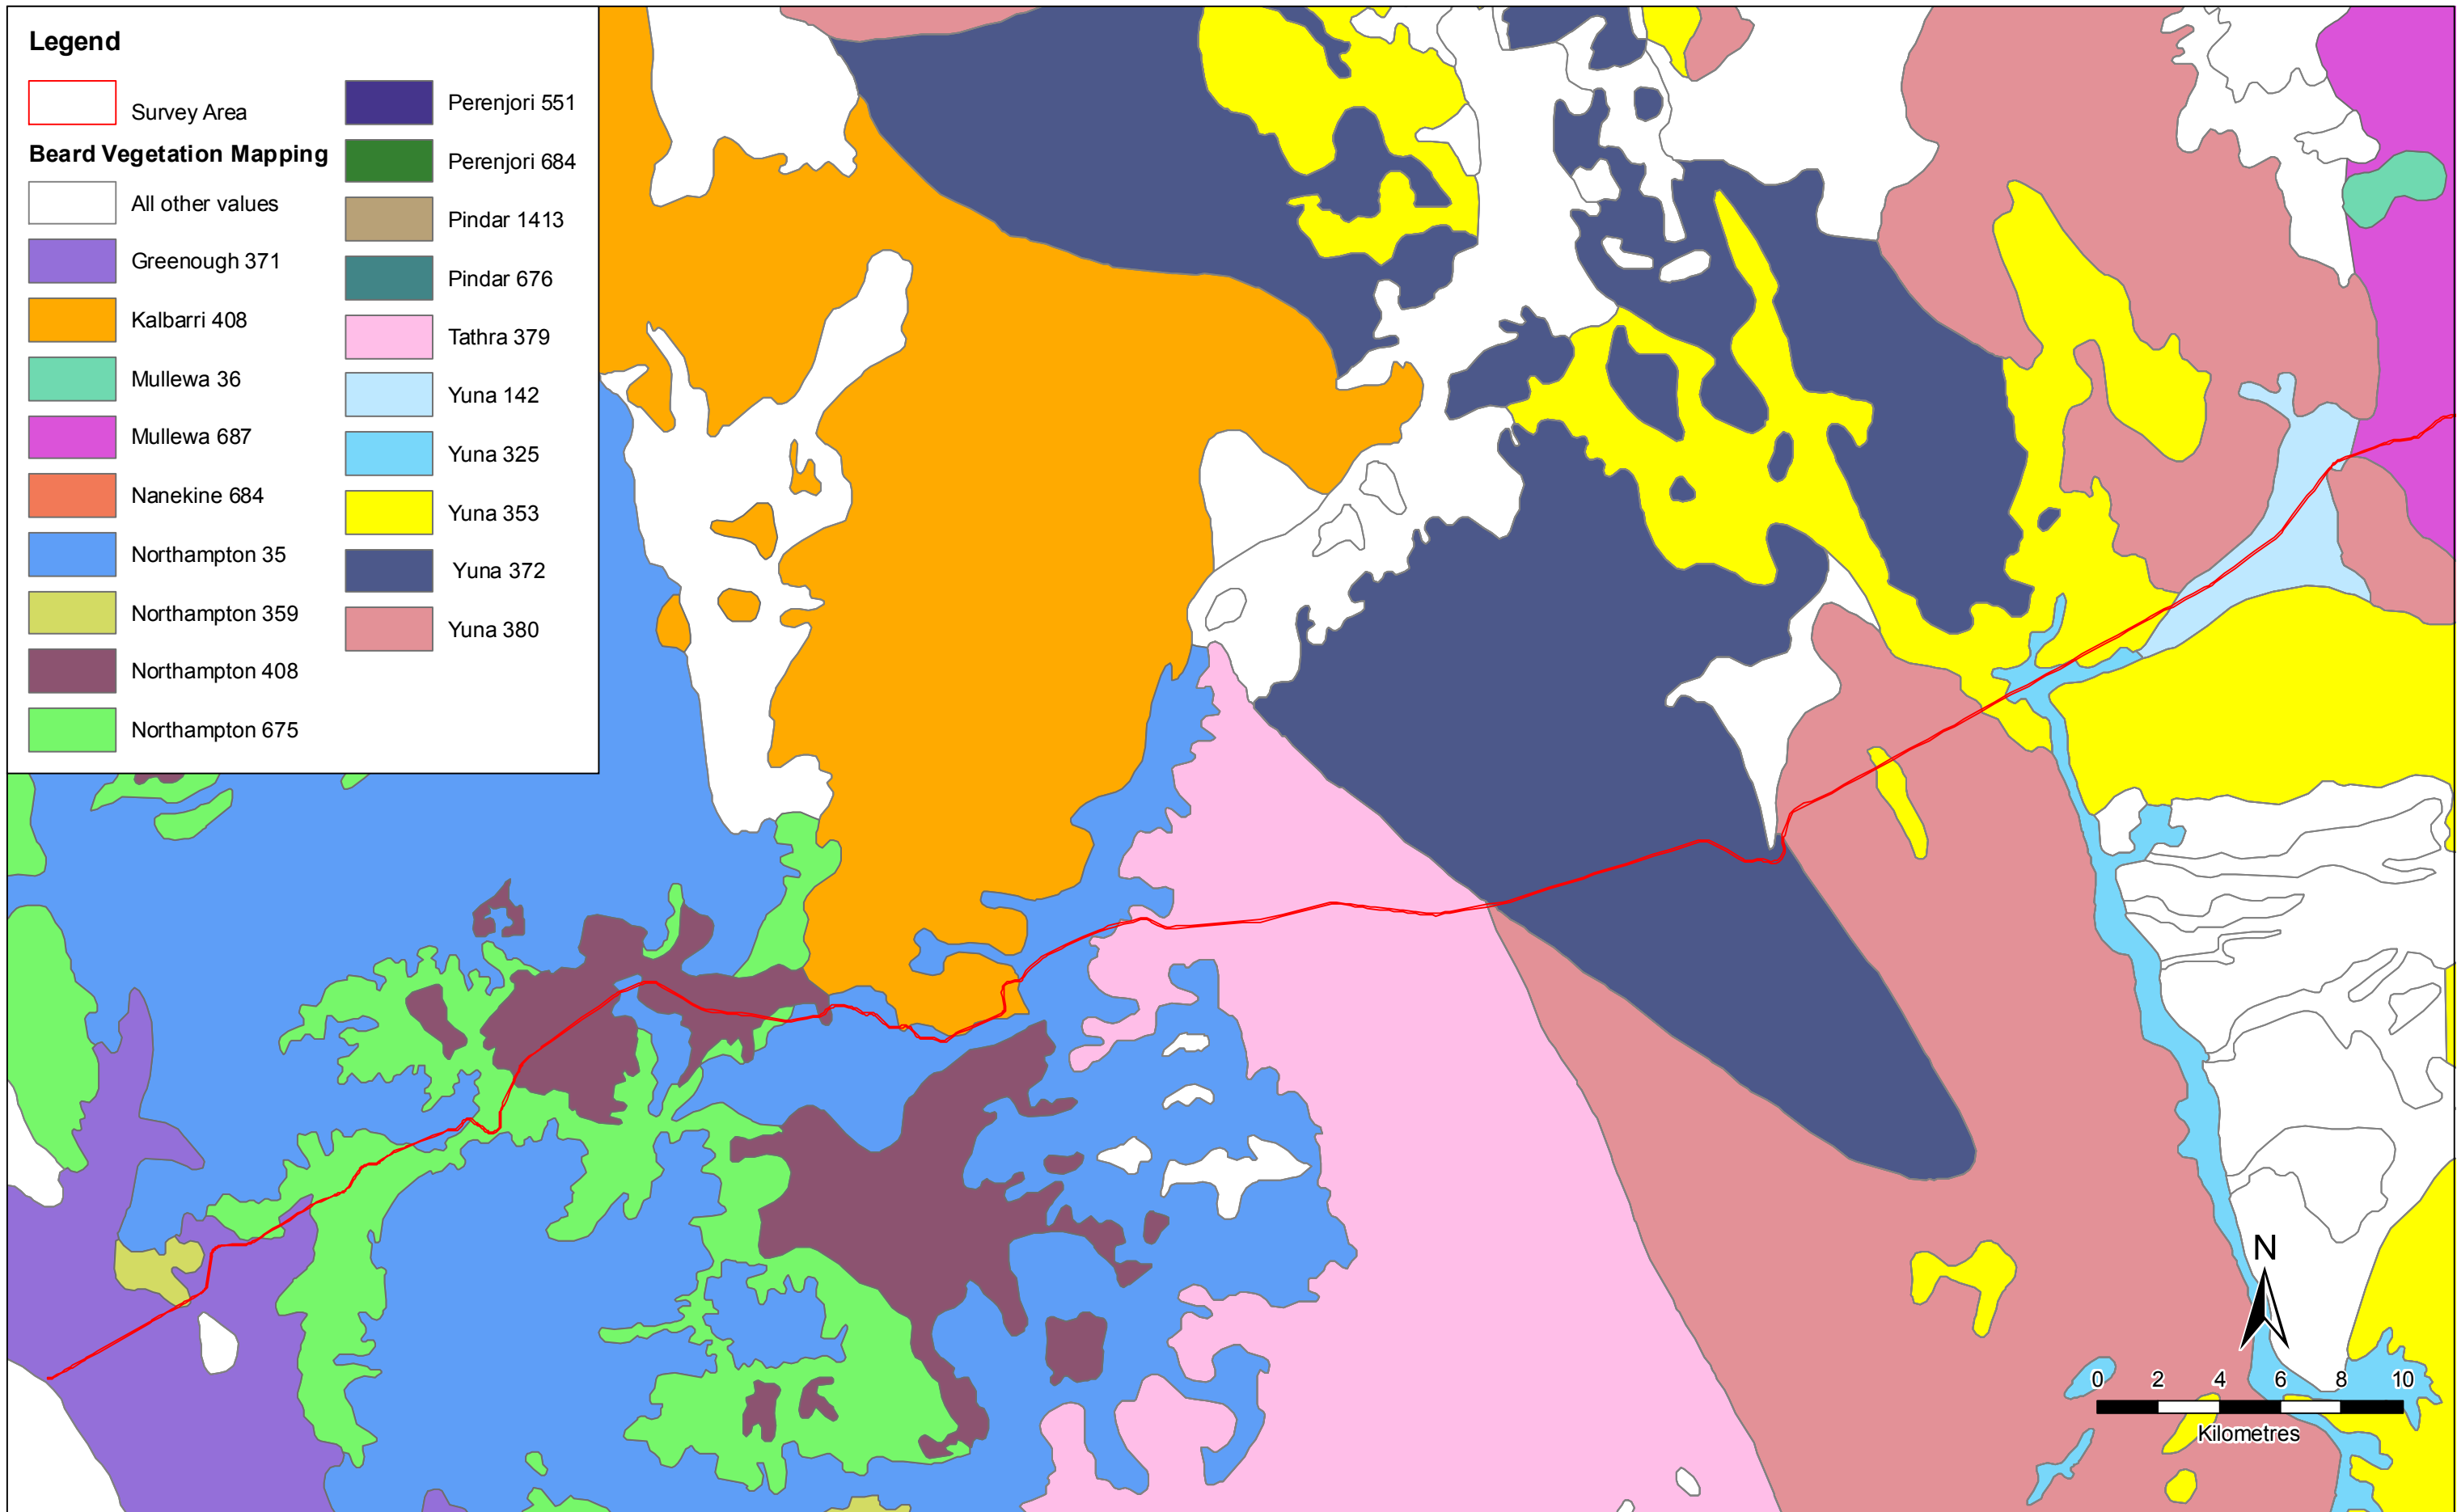 Legend
Survey Area
Beard Vegetation Mapping
All other values
Greenough 371
Kalbarri 408
Mullewa 36
Mullewa 687
Nanekine 684
Northampton 35
Northampton 359
Northampton 408
Northampton 675
Perenjori 551
Perenjori 684
Pindar 1413
Pindar 676
Tathra 379
Yuna 142
Yuna 325
Yuna 353
Yuna 372
Yuna 380
N
0 2 4 6 8 10
Kilometres